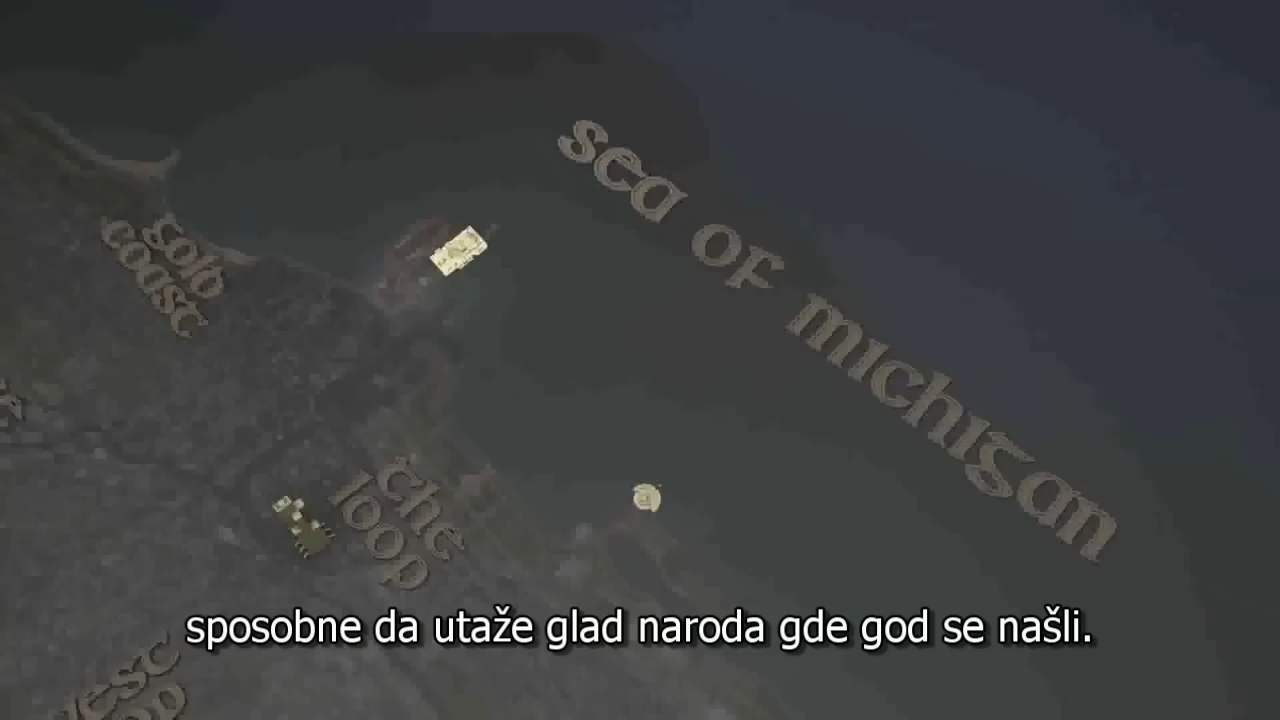 sea of michigan
gold
coast
the
loop
sposobne da utaže glad naroda gde god se našli.